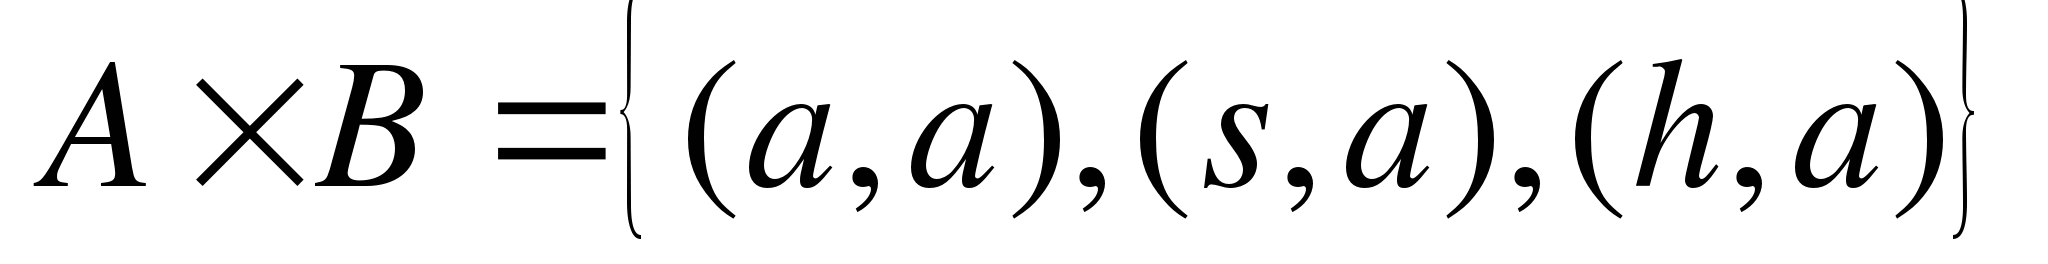 A × B = {(a, a), (s, a), (h, a)}